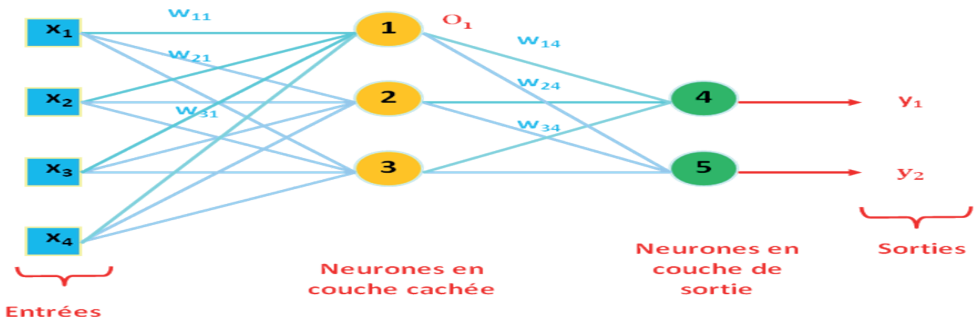 x₁
w₁₁
1
O₁
w₁₄
w₂₁
w₂₄
x₂
w₃₁
2
4
y₁
w₃₄
x₃
3
5
y₂
x₄
Entrées
Neurones en
couche cachée
Neurones en
couche de
sortie
Sorties